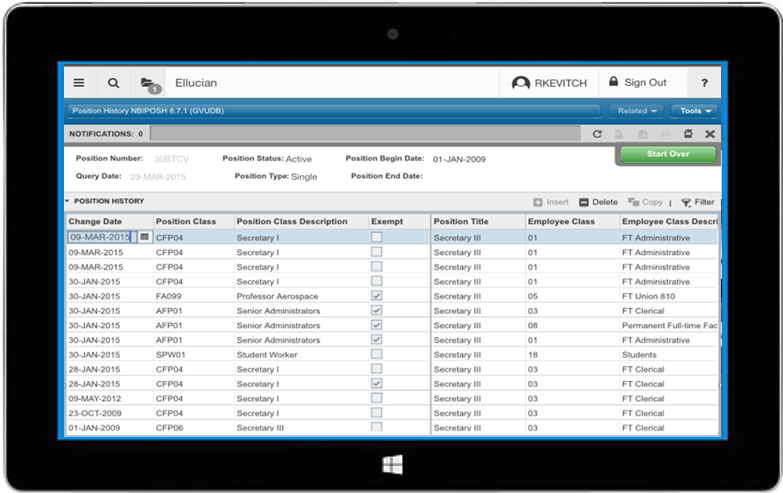 1 Ellucian RKEVITCH Sign Out ?
Position History NBIPOSH 8.7.1 (GVUDB) Related Tools
NOTIFICATIONS: 0
Position Number: 30BTCV Position Status: Active Position Begin Date: 01-JAN-2009 Start Over
Query Date: 23-MAR-2015 Position Type: Single Position End Date:
POSITION HISTORY Insert Delete Copy Filter
Change Date Position Class Position Class Description Exempt Position Title Employee Class Employee Class Descri
09-MAR-2015 CFP04 Secretary I Secretary III 01 FT Administrative
09-MAR-2015 CFP04 Secretary I Secretary III 01 FT Administrative
09-MAR-2015 CFP04 Secretary I Secretary III 01 FT Administrative
30-JAN-2015 CFP04 Secretary I Secretary III 01 FT Administrative
30-JAN-2015 FA099 Professor Aerospace Secretary III 05 FT Union 810
30-JAN-2015 AFP01 Senior Administrators Secretary III 03 FT Clerical
30-JAN-2015 AFP01 Senior Administrators Secretary III 08 Permanent Full-time Fac
30-JAN-2015 AFP01 Senior Administrators Secretary III 01 FT Administrative
30-JAN-2015 SPW01 Student Worker Secretary III 18 Students
28-JAN-2015 CFP04 Secretary I Secretary III 03 FT Clerical
28-JAN-2015 CFP04 Secretary I Secretary III 03 FT Clerical
09-MAY-2012 CFP04 Secretary I Secretary III 03 FT Clerical
23-OCT-2009 CFP04 Secretary I Secretary III 03 FT Clerical
01-JAN-2009 CFP06 Secretary III Secretary III 03 FT Clerical